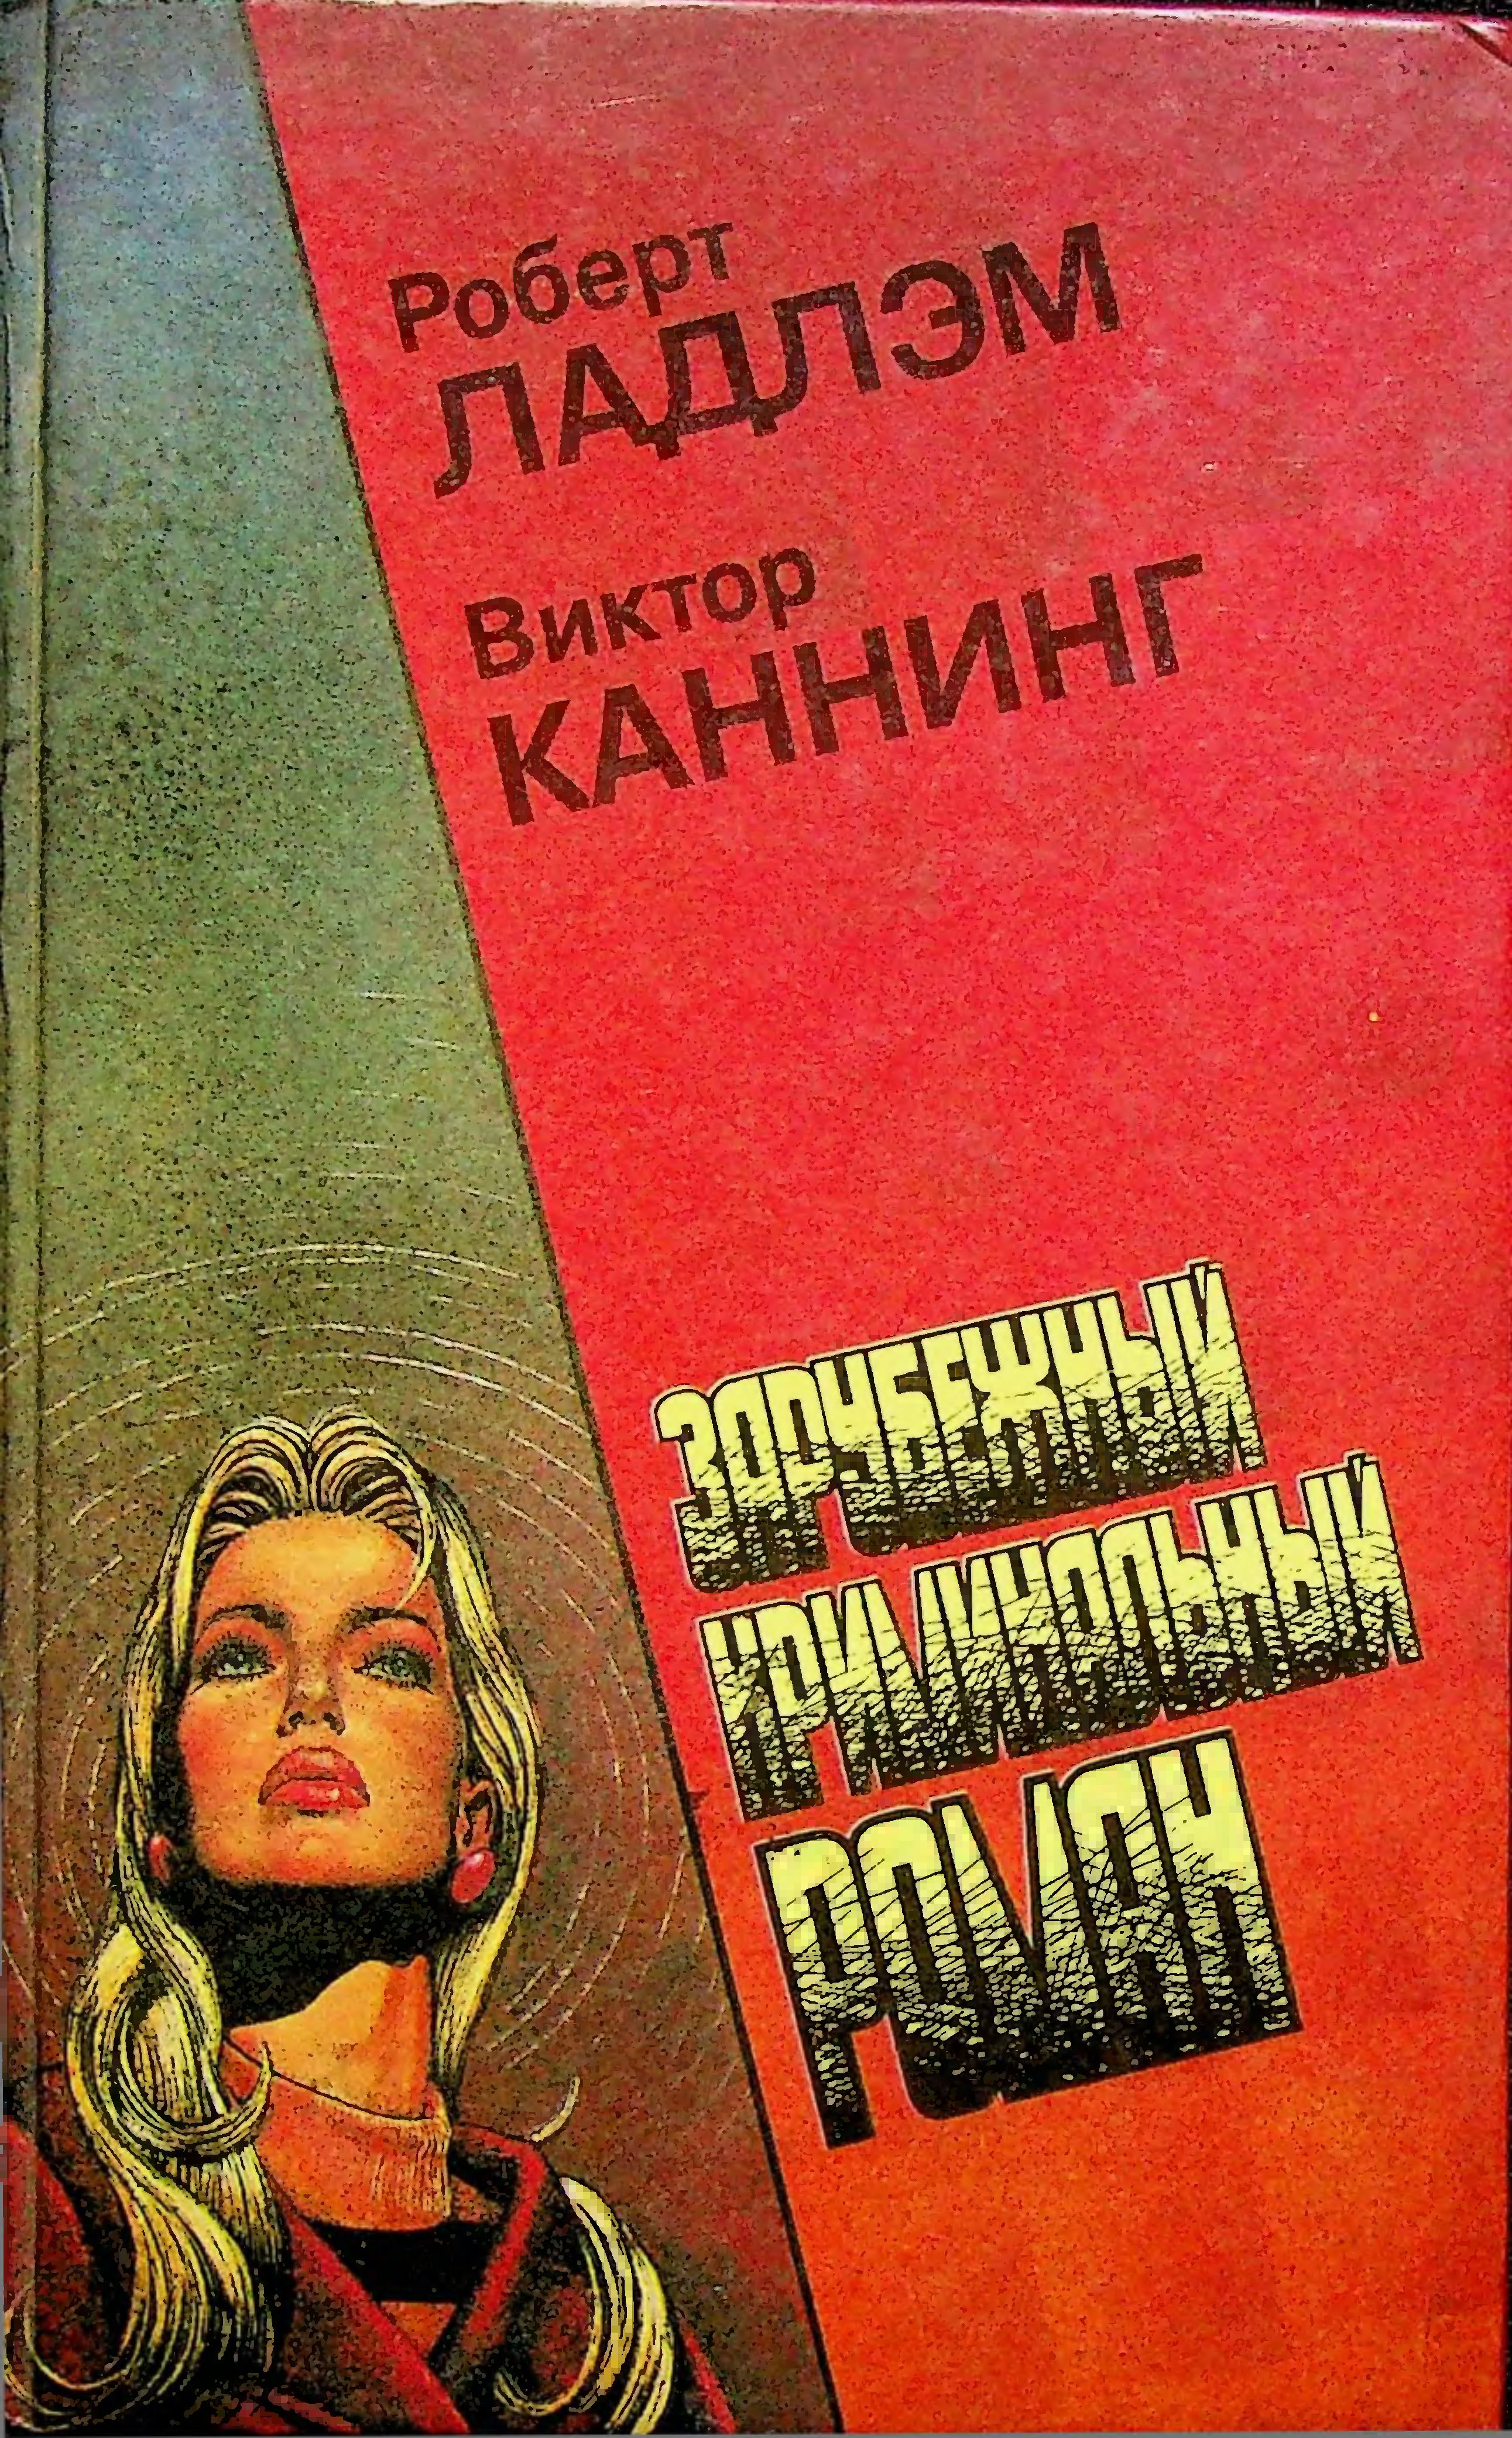 Роберт
ЛАДЛЭМ
Виктор
КАННИНГ
ЗАРУБЕЖНЫЙ
КРИМИНАЛЬНЫЙ
РОМАН